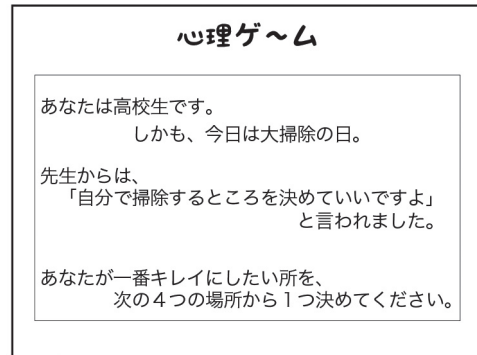 心理ゲ〜ム
あなたは高校生です。
しかも、今日は大掃除の日。
先生からは、
「自分で掃除するところを決めていいですよ」
と言われました。
あなたが一番キレイにしたい所を、
次の４つの場所から１つ決めてください。